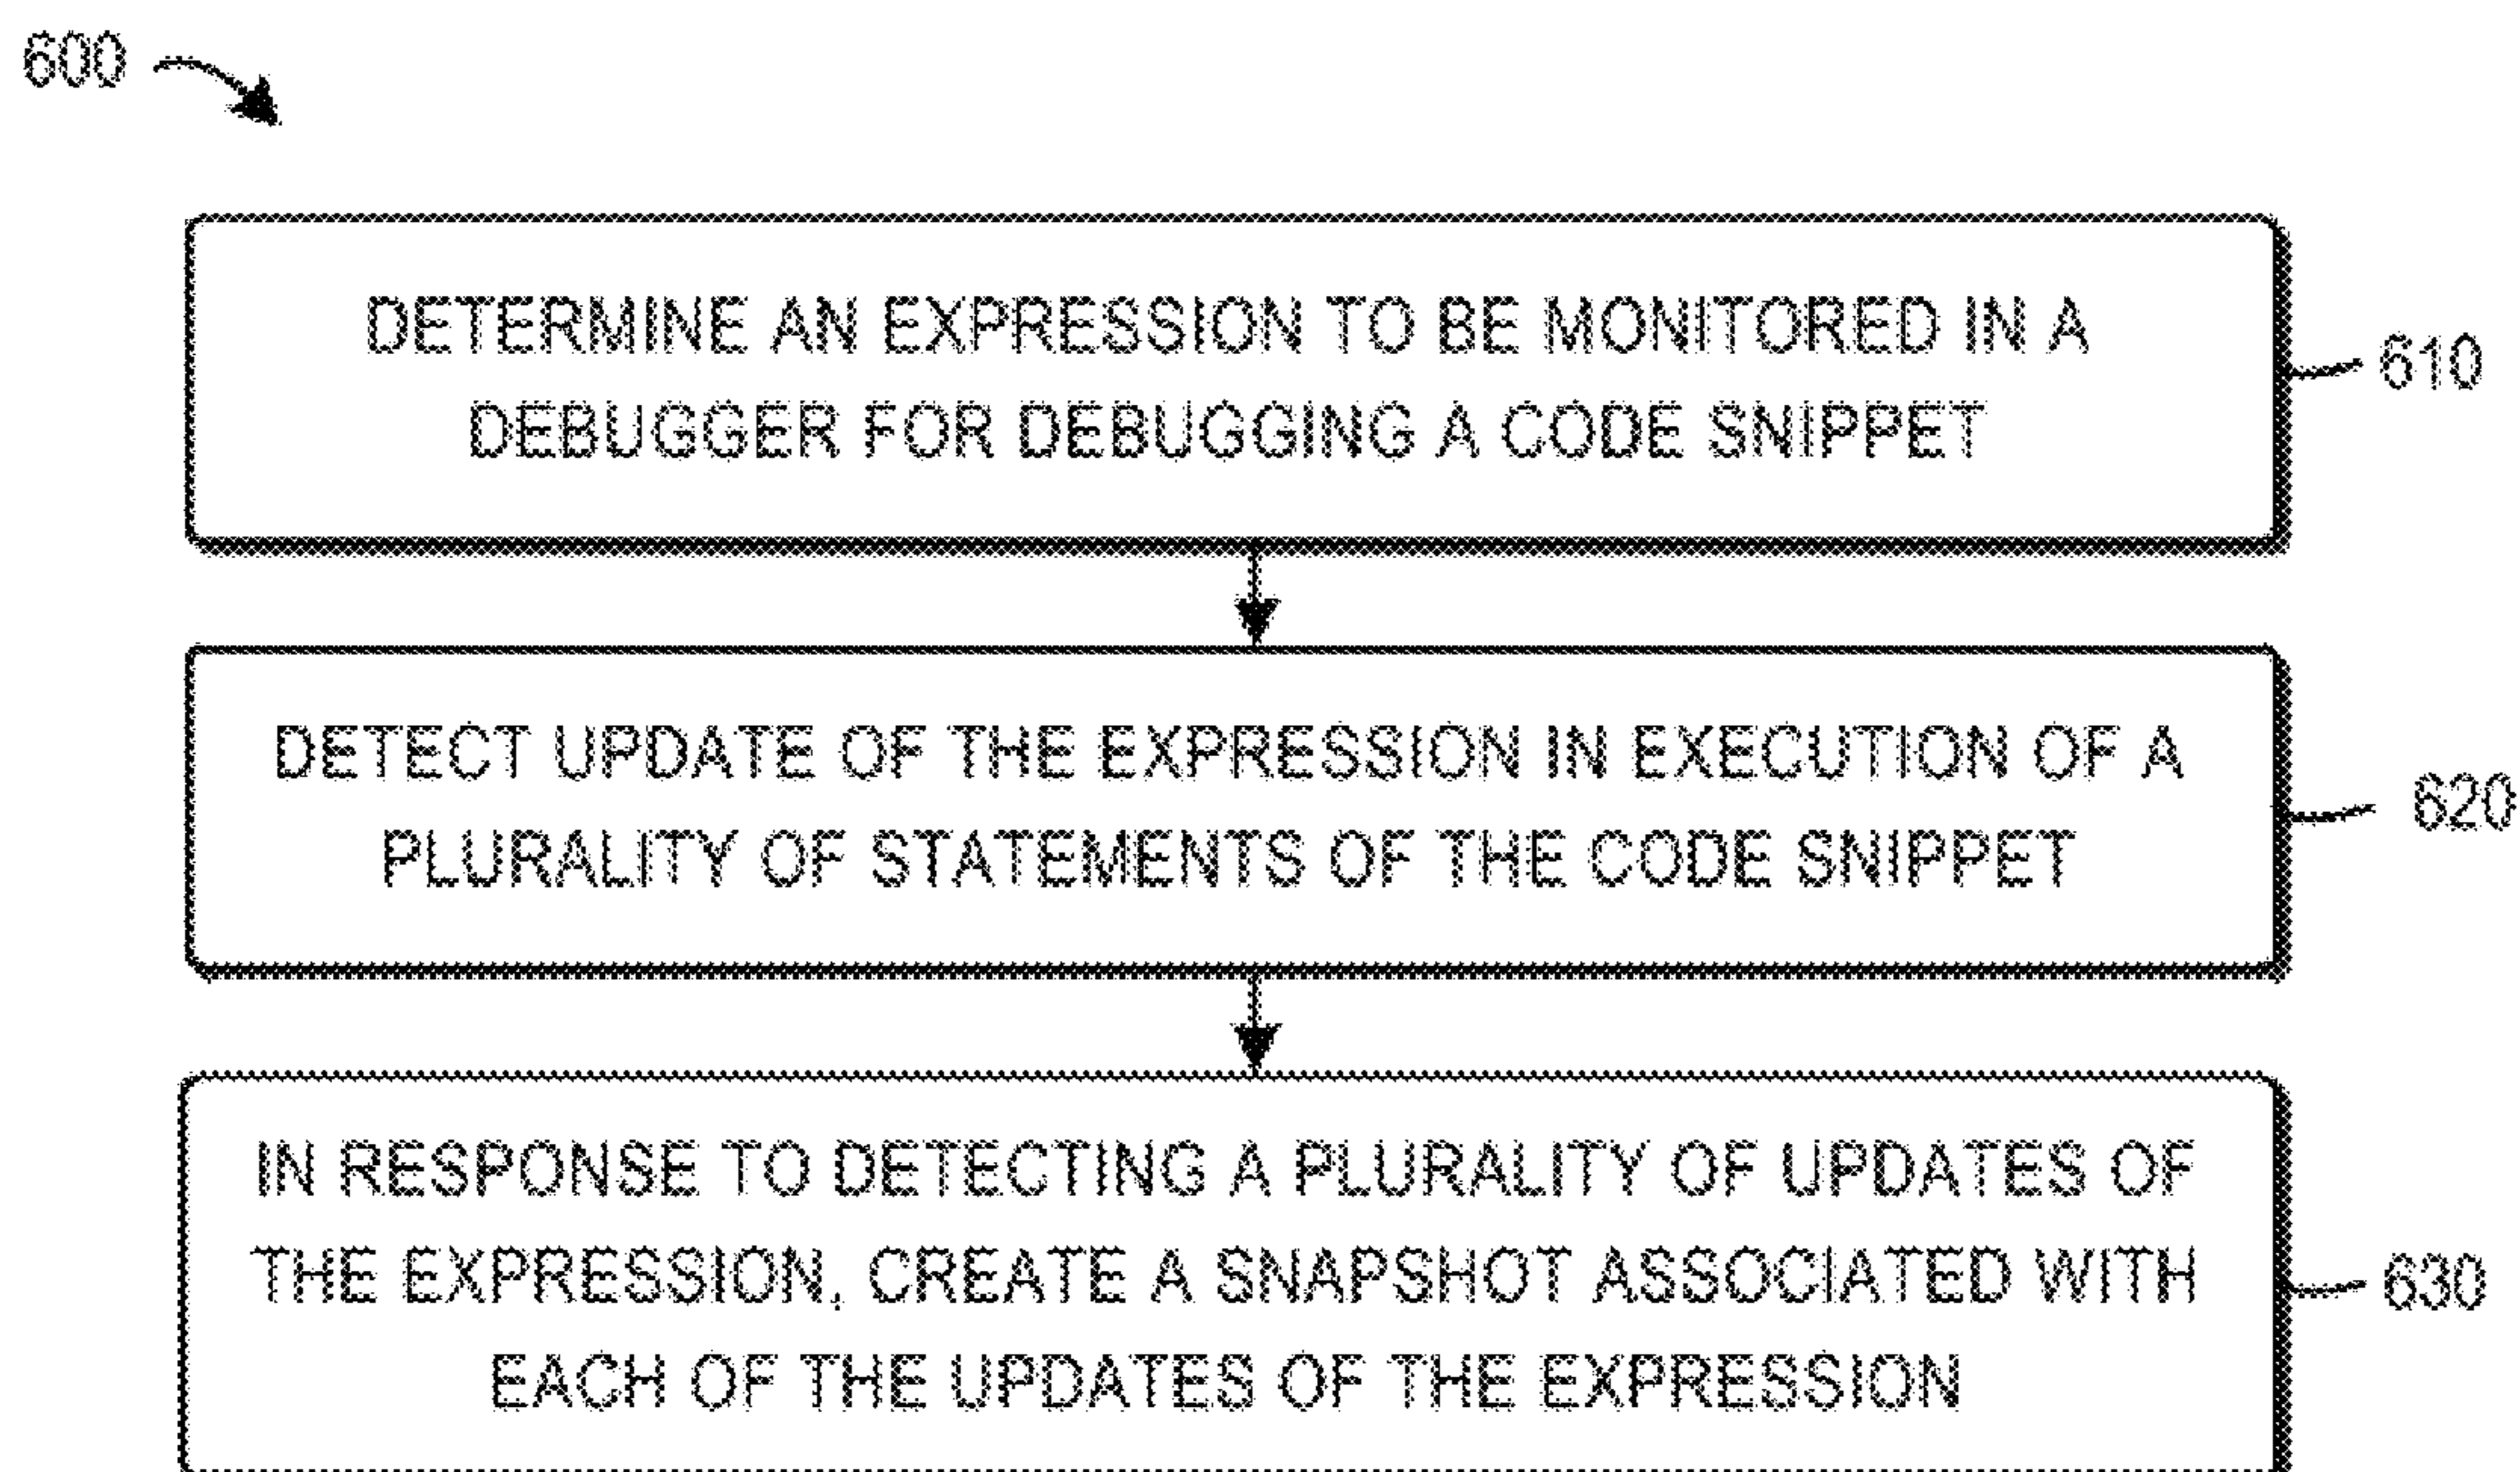 600
DETERMINE AN EXPRESSION TO BE MONITORED IN A
DEBUGGER FOR DEBUGGING A CODE SNIPPET
610
DETECT UPDATE OF THE EXPRESSION IN EXECUTION OF A
PLURALITY OF STATEMENTS OF THE CODE SNIPPET
620
IN RESPONSE TO DETECTING A PLURALITY OF UPDATES OF
THE EXPRESSION, CREATE A SNAPSHOT ASSOCIATED WITH
EACH OF THE UPDATES OF THE EXPRESSION
630